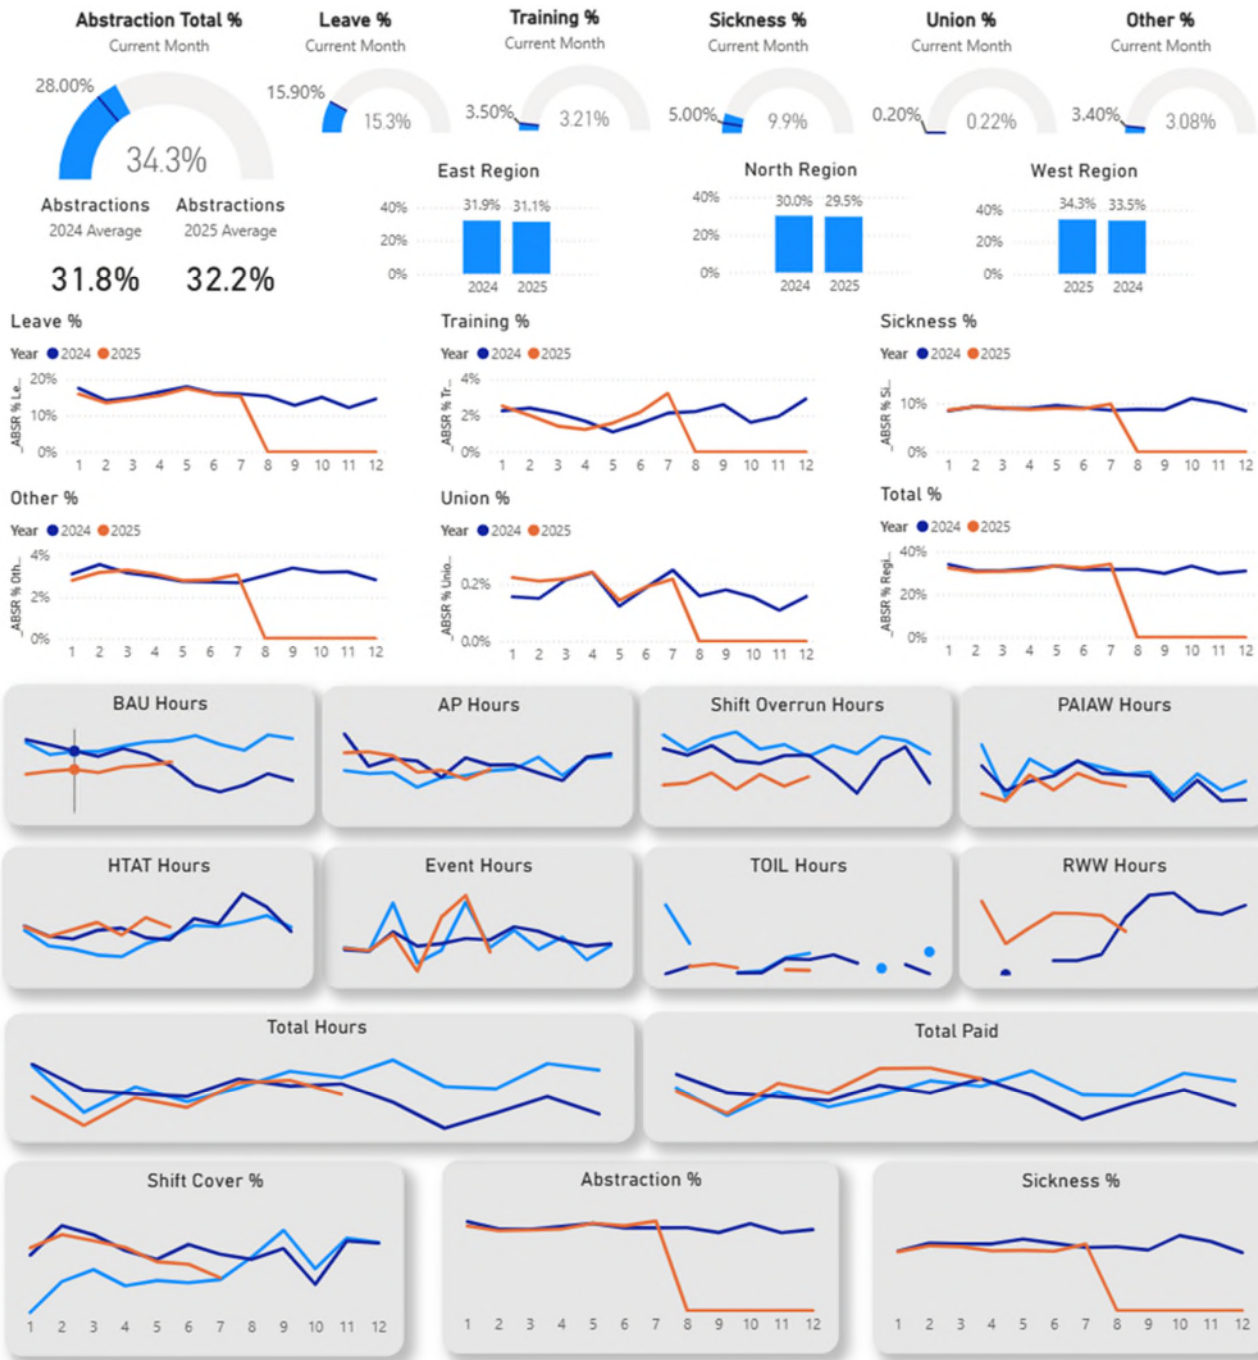 Abstraction Total %
Current Month
28.00%
34.3%
Leave %
Current Month
15.90%
15.3%
Training %
Current Month
3.50%
3.21%
Sickness %
Current Month
5.00%
9.9%
Union %
Current Month
0.20%
0.22%
Other %
Current Month
3.40%
3.08%
Abstractions
2024 Average
31.8%
Abstractions
2025 Average
32.2%
East Region
40%
20%
0%
31.9% 31.1%
2024 2025
North Region
40%
20%
0%
30.0% 29.5%
2024 2025
West Region
40%
20%
0%
34.3% 33.5%
2025 2024
Leave %
Year 2024 2025
_ABSR % Le...
20%
10%
0%
1 2 3 4 5 6 7 8 9 10 11 12
Training %
Year 2024 2025
_ABSR % Tr...
4%
2%
0%
1 2 3 4 5 6 7 8 9 10 11 12
Sickness %
Year 2024 2025
_ABSR % Si...
10%
0%
1 2 3 4 5 6 7 8 9 10 11 12
Other %
Year 2024 2025
_ABSR % Oth...
4%
2%
0%
1 2 3 4 5 6 7 8 9 10 11 12
Union %
Year 2024 2025
_ABSR % Unio...
0.2%
0.0%
1 2 3 4 5 6 7 8 9 10 11 12
Total %
Year 2024 2025
_ABSR % Regi...
40%
20%
0%
1 2 3 4 5 6 7 8 9 10 11 12
BAU Hours
AP Hours
Shift Overrun Hours
PAIAW Hours
HTAT Hours
Event Hours
TOIL Hours
RWW Hours
Total Hours
Total Paid
Shift Cover %
1 2 3 4 5 6 7 8 9 10 11 12
Abstraction %
1 2 3 4 5 6 7 8 9 10 11 12
Sickness %
1 2 3 4 5 6 7 8 9 10 11 12